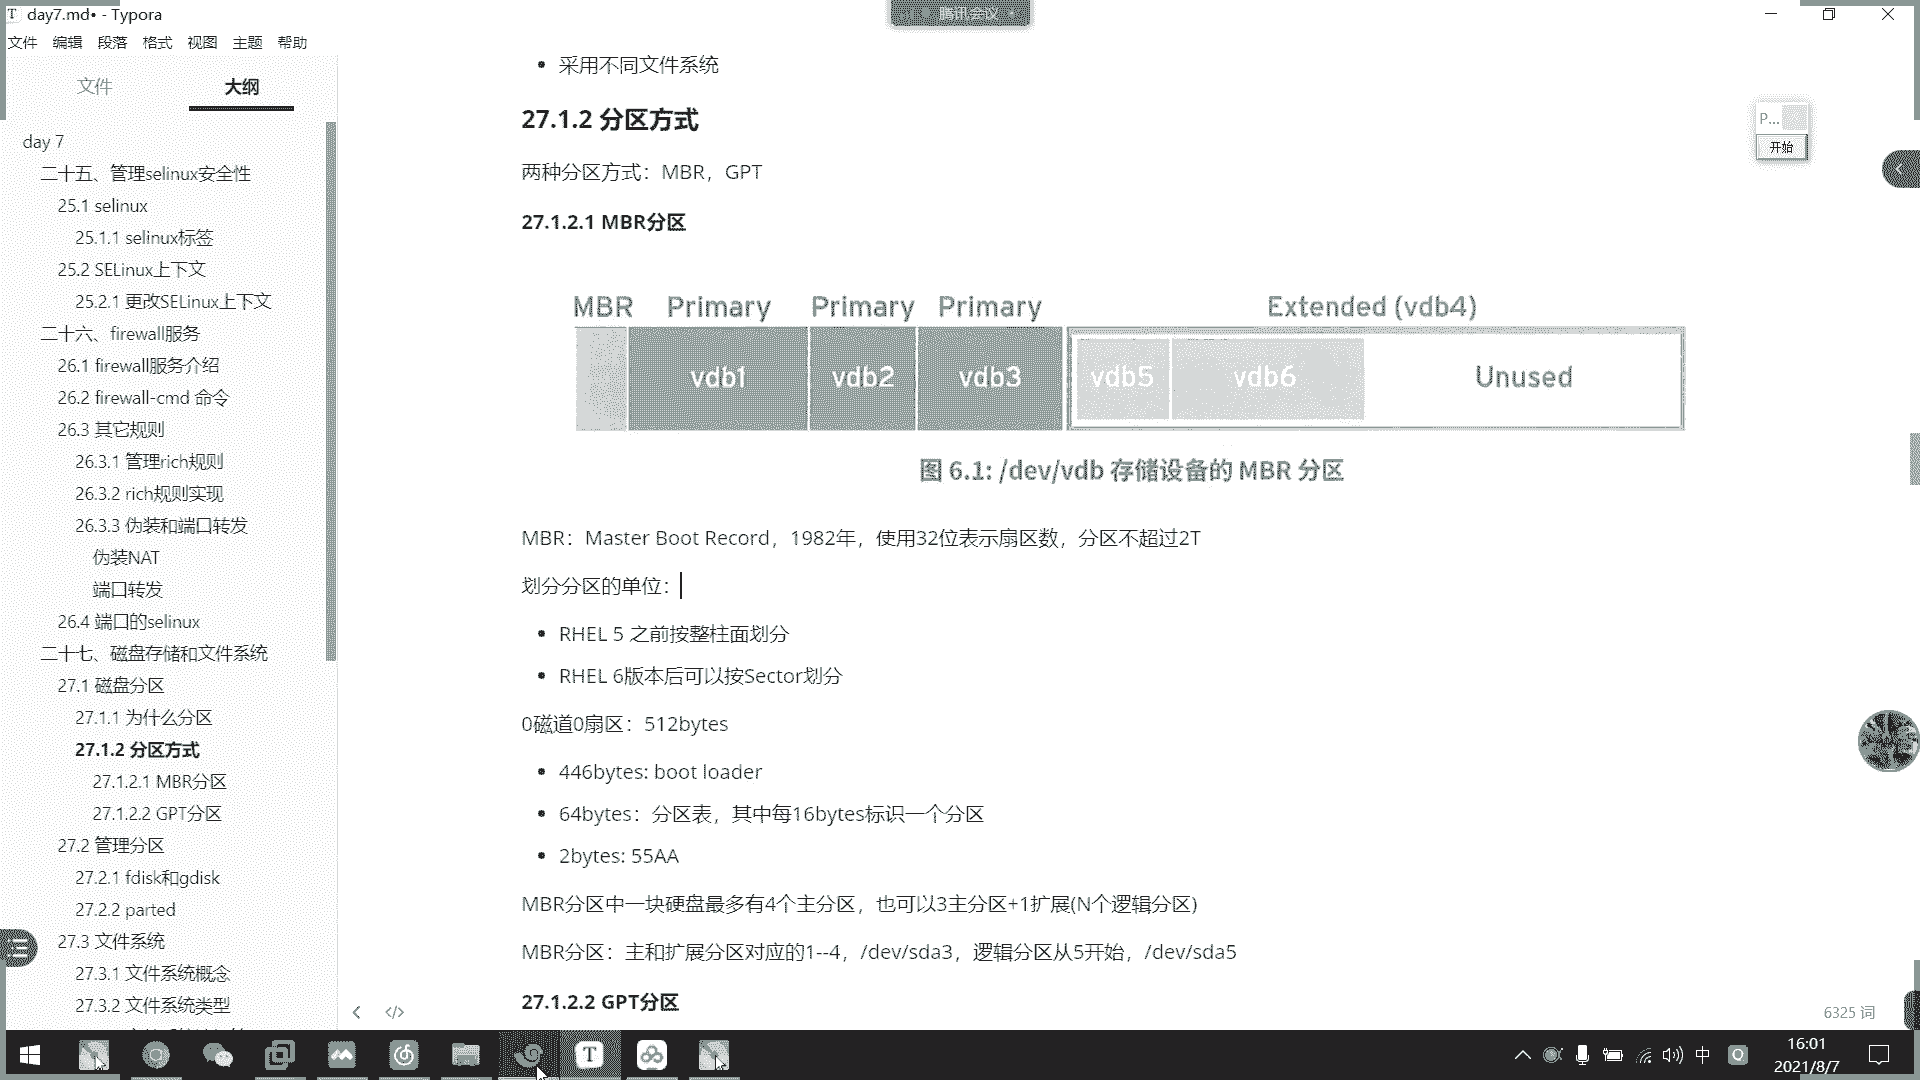 day7.md• - Typora
腾讯会议
文件 编辑 段落 格式 视图 主题 帮助
文件 大纲
day 7
二十五、管理selinux安全性
25.1 selinux
25.1.1 selinux标签
25.2 SELinux上下文
25.2.1 更改SELinux上下文
二十六、firewall服务
26.1 firewall服务介绍
26.2 firewall-cmd 命令
26.3 其它规则
26.3.1 管理rich规则
26.3.2 rich规则实现
26.3.3 伪装和端口转发
伪装NAT
端口转发
26.4 端口的selinux
二十七、磁盘存储和文件系统
27.1 磁盘分区
27.1.1 为什么分区
27.1.2 分区方式
27.1.2.1 MBR分区
27.1.2.2 GPT分区
27.2 管理分区
27.2.1 fdisk和gdisk
27.2.2 parted
27.3 文件系统
27.3.1 文件系统概念
27.3.2 文件系统类型
• 采用不同文件系统
27.1.2 分区方式
两种分区方式：MBR，GPT
27.1.2.1 MBR分区
MBR Primary Primary Primary Extended (vdb4)
vdb1 vdb2 vdb3 vdb5 vdb6 Unused
图 6.1: /dev/vdb 存储设备的 MBR 分区
MBR：Master Boot Record，1982年，使用32位表示扇区数，分区不超过2T
划分分区的单位：
• RHEL 5 之前按整柱面划分
• RHEL 6版本后可以按Sector划分
0磁道0扇区：512bytes
• 446bytes: boot loader
• 64bytes：分区表，其中每16bytes标识一个分区
• 2bytes: 55AA
MBR分区中一块硬盘最多有4个主分区，也可以3主分区+1扩展(N个逻辑分区)
MBR分区：主和扩展分区对应的1--4，/dev/sda3，逻辑分区从5开始，/dev/sda5
27.1.2.2 GPT分区
P...
开始
6325 词
中
16:01
2021/8/7